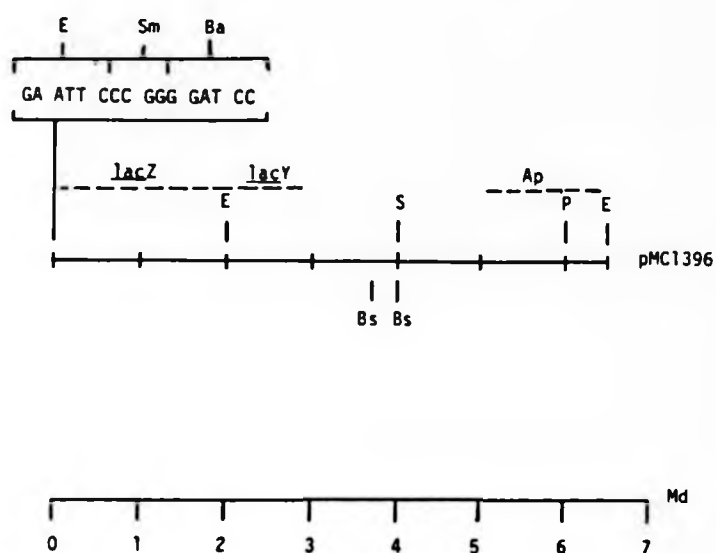 E Sm Ba
GA ATT CCC GGG GAT CC
lacZ lacY Ap
E S P E
pMC1396
Bs Bs
Md
0 1 2 3 4 5 6 7